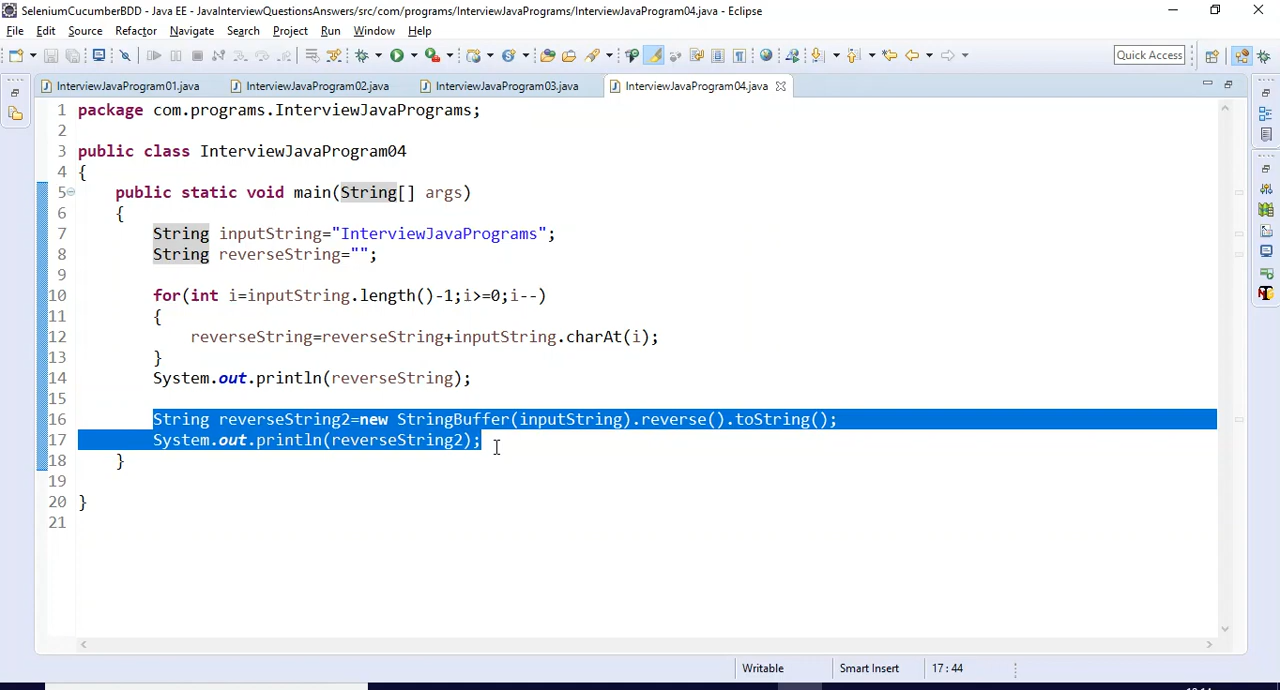 SeleniumCucumberBDD - Java EE - JavaInterviewQuestionsAnswers/src/com/programs/InterviewJavaPrograms/InterviewJavaProgram04.java - Eclipse
File Edit Source Refactor Navigate Search Project Run Window Help
Quick Access
InterviewJavaProgram01.java InterviewJavaProgram02.java InterviewJavaProgram03.java InterviewJavaProgram04.java
1 package com.programs.InterviewJavaPrograms;
2
3 public class InterviewJavaProgram04
4 {
5 public static void main(String[] args)
6 {
7 String inputString="InterviewJavaPrograms";
8 String reverseString="";
9
10 for(int i=inputString.length()-1;i>=0;i--)
11 {
12 reverseString=reverseString+inputString.charAt(i);
13 }
14 System.out.println(reverseString);
15
16 String reverseString2=new StringBuffer(inputString).reverse().toString();
17 System.out.println(reverseString2);
18 }
19
20 }
21
Writable Smart Insert 17 : 44